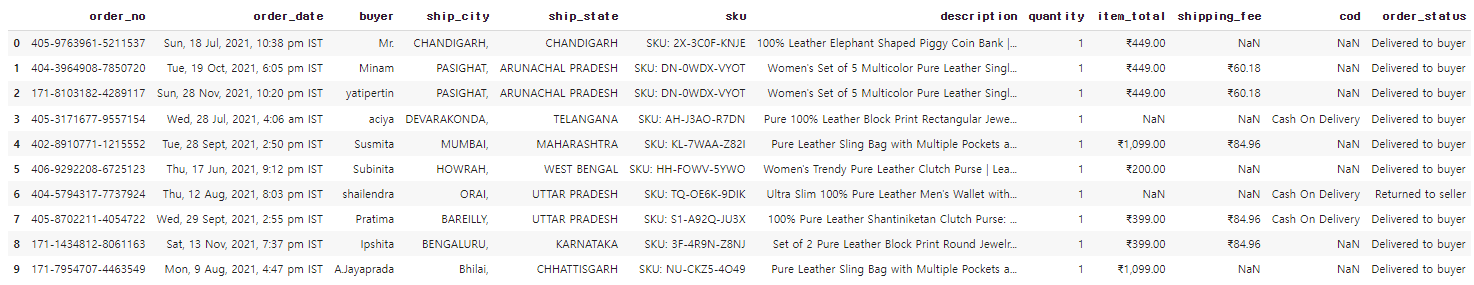 order_no order_date buyer ship_city ship_state sku description quantity item_total shipping_fee cod order_status
0 405-9763961-5211537 Sun, 18 Jul, 2021, 10:38 pm IST Mr. CHANDIGARH, CHANDIGARH SKU: 2X-3C0F-KNJE 100% Leather Elephant Shaped Piggy Coin Bank |... 1 ₹449.00 NaN NaN Delivered to buyer
1 404-3964908-7850720 Tue, 19 Oct, 2021, 6:05 pm IST Minam PASIGHAT, ARUNACHAL PRADESH SKU: DN-0WDX-VYOT Women's Set of 5 Multicolor Pure Leather Singl... 1 ₹449.00 ₹60.18 NaN Delivered to buyer
2 171-8103182-4289117 Sun, 28 Nov, 2021, 10:20 pm IST yatipertin PASIGHAT, ARUNACHAL PRADESH SKU: DN-0WDX-VYOT Women's Set of 5 Multicolor Pure Leather Singl... 1 ₹449.00 ₹60.18 NaN Delivered to buyer
3 405-3171677-9557154 Wed, 28 Jul, 2021, 4:06 am IST aciya DEVARAKONDA, TELANGANA SKU: AH-J3AO-R7DN Pure 100% Leather Block Print Rectangular Jewe... 1 NaN NaN Cash On Delivery Delivered to buyer
4 402-8910771-1215552 Tue, 28 Sept, 2021, 2:50 pm IST Susmita MUMBAI, MAHARASHTRA SKU: KL-7WAA-Z82I Pure Leather Sling Bag with Multiple Pockets a... 1 ₹1,099.00 ₹84.96 NaN Delivered to buyer
5 406-9292208-6725123 Thu, 17 Jun, 2021, 9:12 pm IST Subinita HOWRAH, WEST BENGAL SKU: HH-FOWV-5YWO Women's Trendy Pure Leather Clutch Purse | Lea... 1 ₹200.00 NaN NaN Delivered to buyer
6 404-5794317-7737924 Thu, 12 Aug, 2021, 8:03 pm IST shailendra ORAI, UTTAR PRADESH SKU: TQ-OE6K-9DIK Ultra Slim 100% Pure Leather Men's Wallet with... 1 NaN NaN Cash On Delivery Returned to seller
7 405-8702211-4054722 Wed, 29 Sept, 2021, 2:55 pm IST Pratima BAREILLY, UTTAR PRADESH SKU: S1-A92Q-JU3X 100% Pure Leather Shantiniketan Clutch Purse: ... 1 ₹399.00 ₹84.96 Cash On Delivery Delivered to buyer
8 171-1434812-8061163 Sat, 13 Nov, 2021, 7:37 pm IST Ipshita BENGALURU, KARNATAKA SKU: 3F-4R9N-Z8NJ Set of 2 Pure Leather Block Print Round Jewelr... 1 ₹399.00 ₹84.96 NaN Delivered to buyer
9 171-7954707-4463549 Mon, 9 Aug, 2021, 4:47 pm IST A.Jayaprada Bhilai, CHHATTISGARH SKU: NU-CKZ5-4O49 Pure Leather Sling Bag with Multiple Pockets a... 1 ₹1,099.00 NaN NaN Delivered to buyer